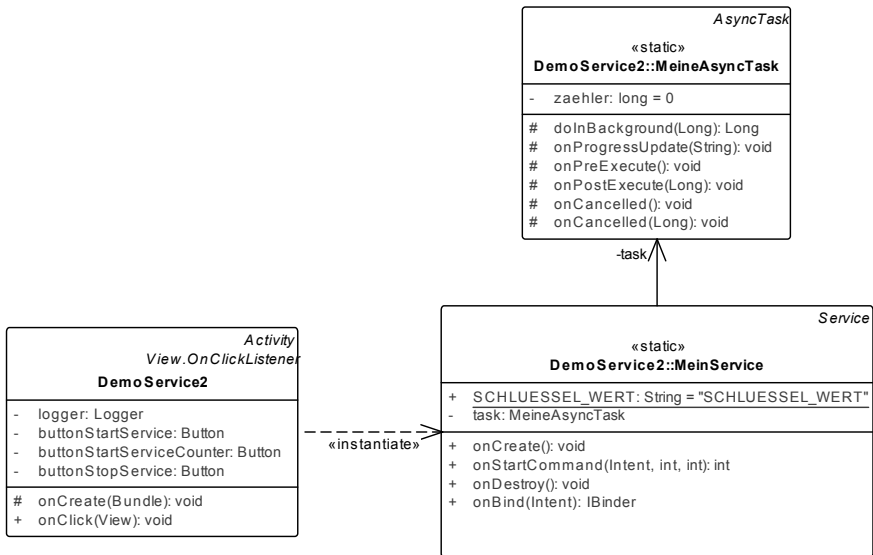 AsyncTask
«static»
DemoService2::MeineAsyncTask
- zaehler: long = 0
# doInBackground(Long): Long
# onProgressUpdate(String): void
# onPreExecute(): void
# onPostExecute(Long): void
# onCancelled(): void
# onCancelled(Long): void
-task
Service
«static»
DemoService2::MeinService
+ SCHLUESSEL_WERT: String = "SCHLUESSEL_WERT"
- task: MeineAsyncTask
+ onCreate(): void
+ onStartCommand(Intent, int, int): int
+ onDestroy(): void
+ onBind(Intent): IBinder
Activity
View.OnClickListener
DemoService2
- logger: Logger
- buttonStartService: Button
- buttonStartServiceCounter: Button
- buttonStopService: Button
# onCreate(Bundle): void
+ onClick(View): void
«instantiate»